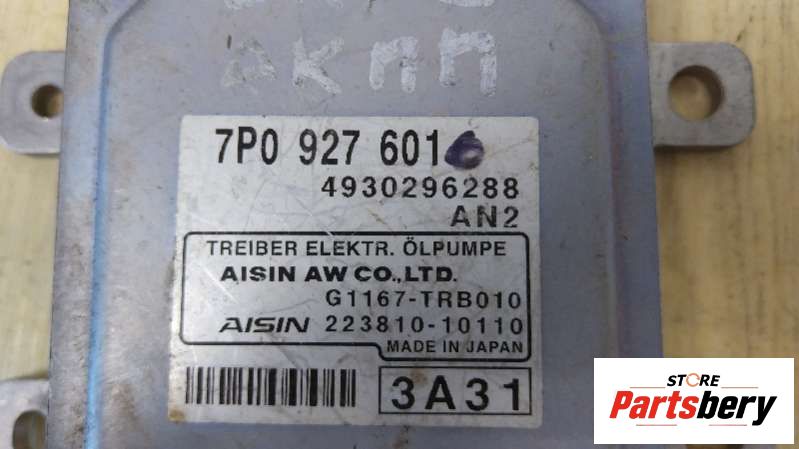 АКПП
7P0 927 601
4930296288
AN2
TREIBER ELEKTR. ÖLPUMPE
AISIN AW CO.,LTD.
G1167-TRB010
AISIN 223810-10110
MADE IN JAPAN
3A31
STORE
Partsbery